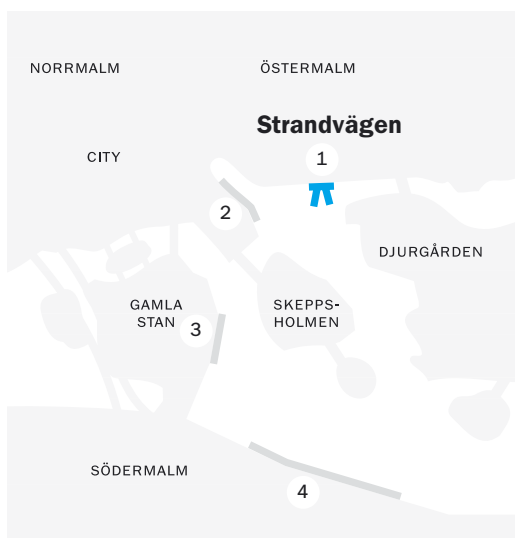 NORRMALM
ÖSTERMALM
Strandvägen
CITY
1
2
DJURGÅRDEN
GAMLA
STAN
3
SKEPPS-
HOLMEN
SÖDERMALM
4